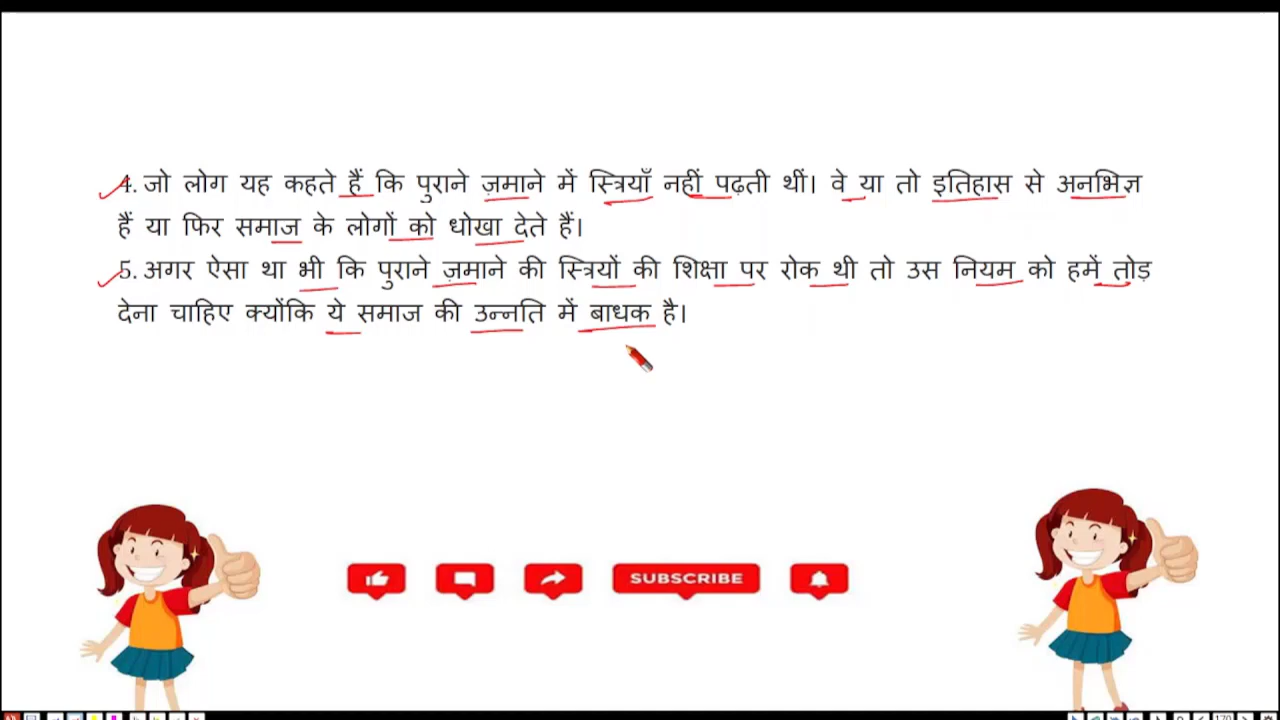 4. जो लोग यह कहते हैं कि पुराने ज़माने में स्त्रियाँ नहीं पढ़ती थीं। वे या तो इतिहास से अनभिज्ञ
हैं या फिर समाज के लोगों को धोखा देते हैं।
5. अगर ऐसा था भी कि पुराने ज़माने की स्त्रियों की शिक्षा पर रोक थी तो उस नियम को हमें तोड़
देना चाहिए क्योंकि ये समाज की उन्नति में बाधक है।
SUBSCRIBE